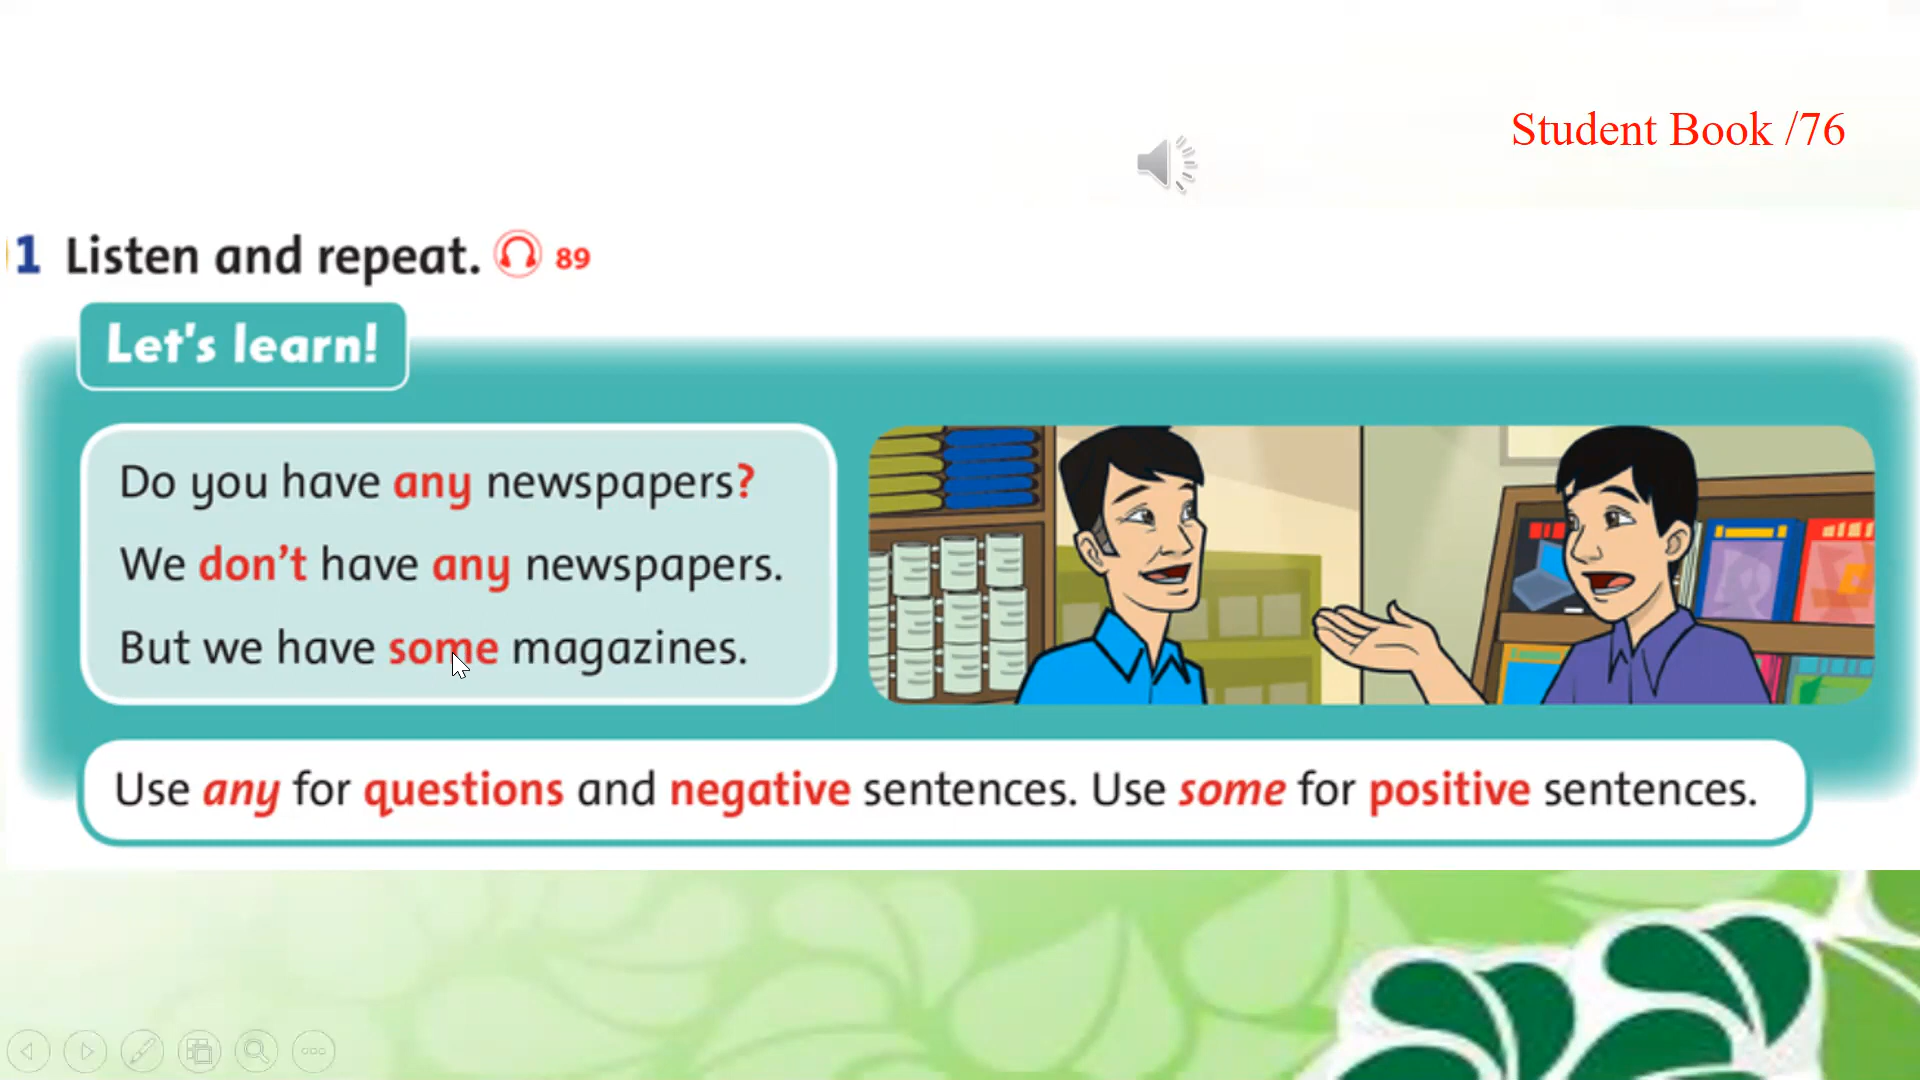 Student Book /76
1 Listen and repeat. 89
Let's learn!
Do you have any newspapers?
We don't have any newspapers.
But we have some magazines.
Use any for questions and negative sentences. Use some for positive sentences.